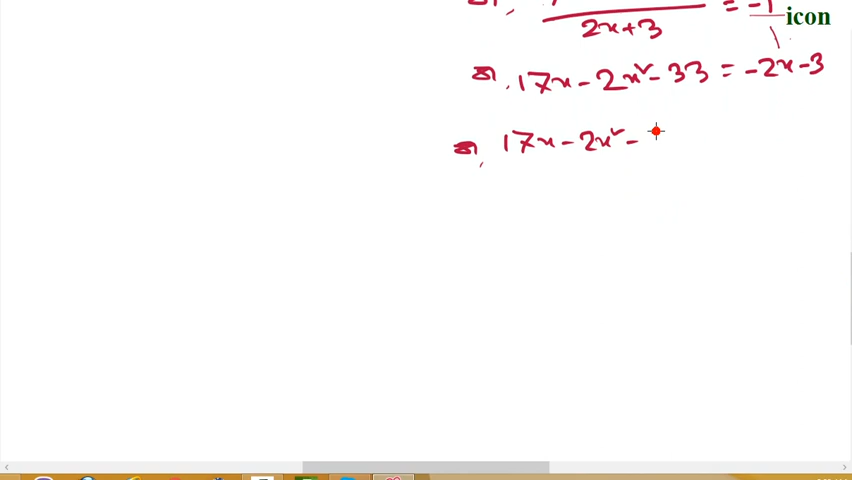 = -1
icon
2x+3
বা, 17x - 2x² - 33 = -2x - 3
বা, 17x - 2x² -